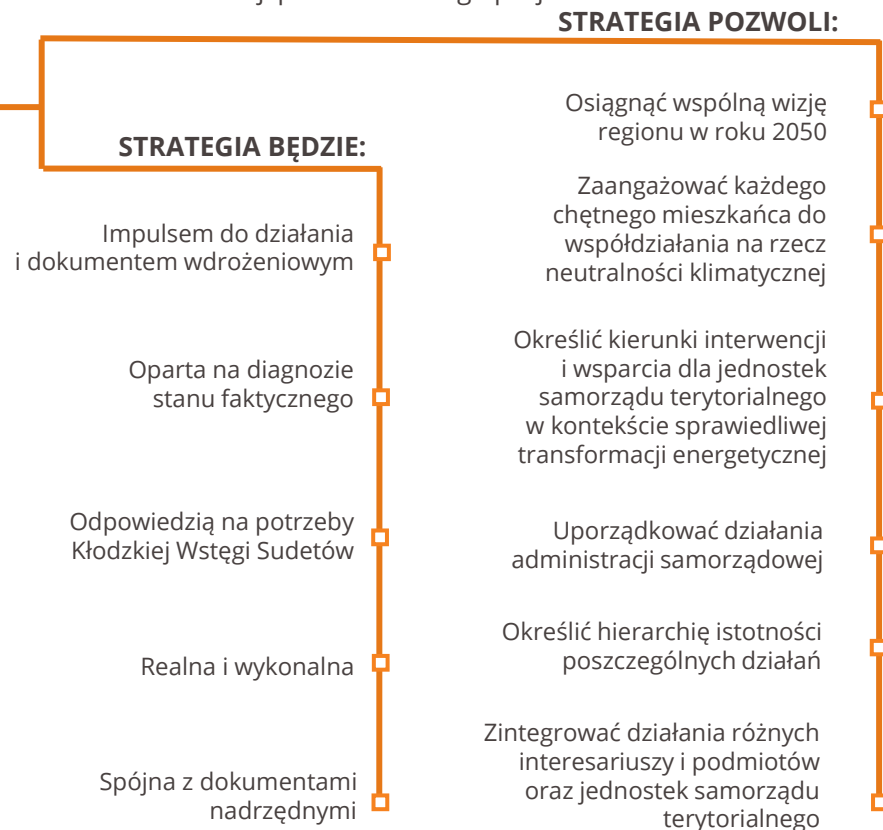 STRATEGIA POZWOLI:
Osiągnąć wspólną wizję
regionu w roku 2050
Zaangażować każdego
chętnego mieszkańca do
współdziałania na rzecz
neutralności klimatycznej
Określić kierunki interwencji
i wsparcia dla jednostek
samorządu terytorialnego
w kontekście sprawiedliwej
transformacji energetycznej
Uporządkować działania
administracji samorządowej
Określić hierarchię istotności
poszczególnych działań
Zintegrować działania różnych
interesariuszy i podmiotów
oraz jednostek samorządu
terytorialnego
STRATEGIA BĘDZIE:
Impulsem do działania
i dokumentem wdrożeniowym
Oparta na diagnozie
stanu faktycznego
Odpowiedzią na potrzeby
Kłodzkiej Wstęgi Sudetów
Realna i wykonalna
Spójna z dokumentami
nadrzędnymi